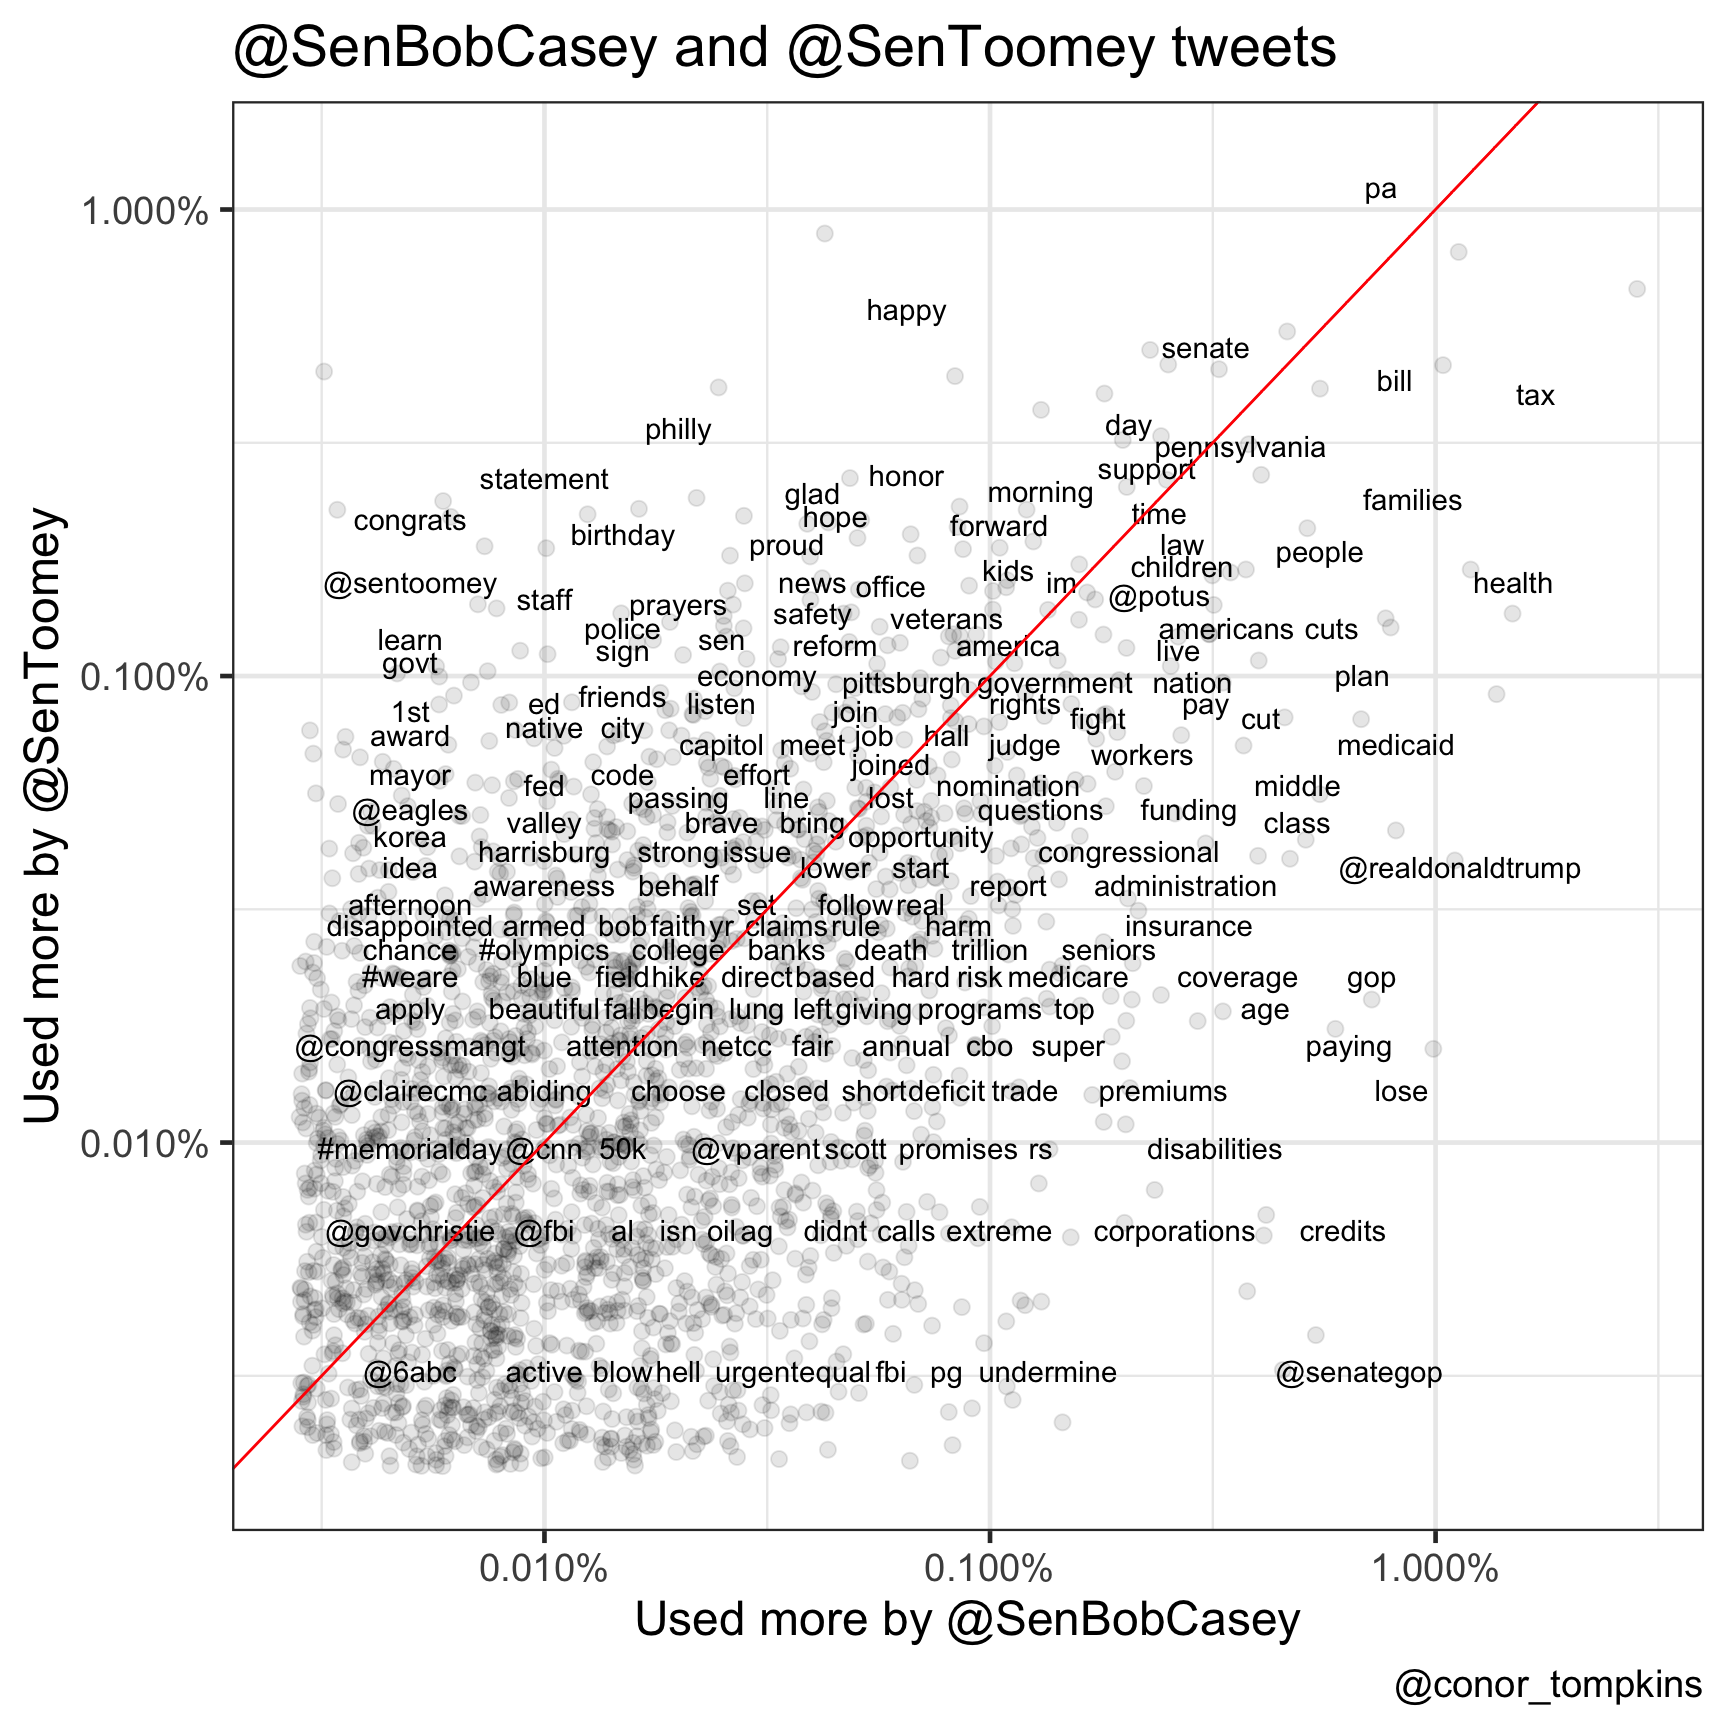 @SenBobCasey and @SenToomey tweets
pa
1.000%
happy
senate
bill
tax
philly
day
pennsylvania
support
statement
honor
glad
morning
families
congrats
hope
forward
time
birthday
proud
law
people
kids
children
@sentoomey
news
office
im
health
staff
prayers
@potus
safety
veterans
police
americans
cuts
learn
sen
sign
reform
america
live
govt
0.100%
economy
plan
pittsburgh
government
nation
friends
ed
listen
rights
pay
1st
join
fight
cut
native
city
award
capitol
meet
job
hall
judge
medicaid
workers
joined
mayor
code
effort
fed
nomination
middle
passing
line
lost
@eagles
questions
funding
valley
brave
bring
class
korea
opportunity
harrisburg
strong
issue
congressional
idea
lower
start
@realdonaldtrump
awareness
behalf
report
administration
afternoon
set
follow
real
disappointed
armed
bob
faith
yr
claims
rule
harm
insurance
chance
#olympics
college
banks
death
trillion
seniors
#weare
blue
field
hike
direct
based
hard
risk
medicare
coverage
gop
apply
beautiful
fall
begin
lung
left
giving
programs
top
age
@congressmangt
attention
netcc
fair
annual
cbo
super
paying
@clairecmc
abiding
choose
closed
short
deficit
trade
premiums
lose
0.010%
#memorialday
@cnn
50k
@vp
parent
scott
promises
rs
disabilities
@govchristie
@fbi
al
isn
oil
ag
didnt
calls
extreme
corporations
credits
@6abc
active
blow
hell
urgent
equal
fbi
pg
undermine
@senategop
Used more by @SenToomey
0.010%
0.100%
1.000%
Used more by @SenBobCasey
@conor_tompkins